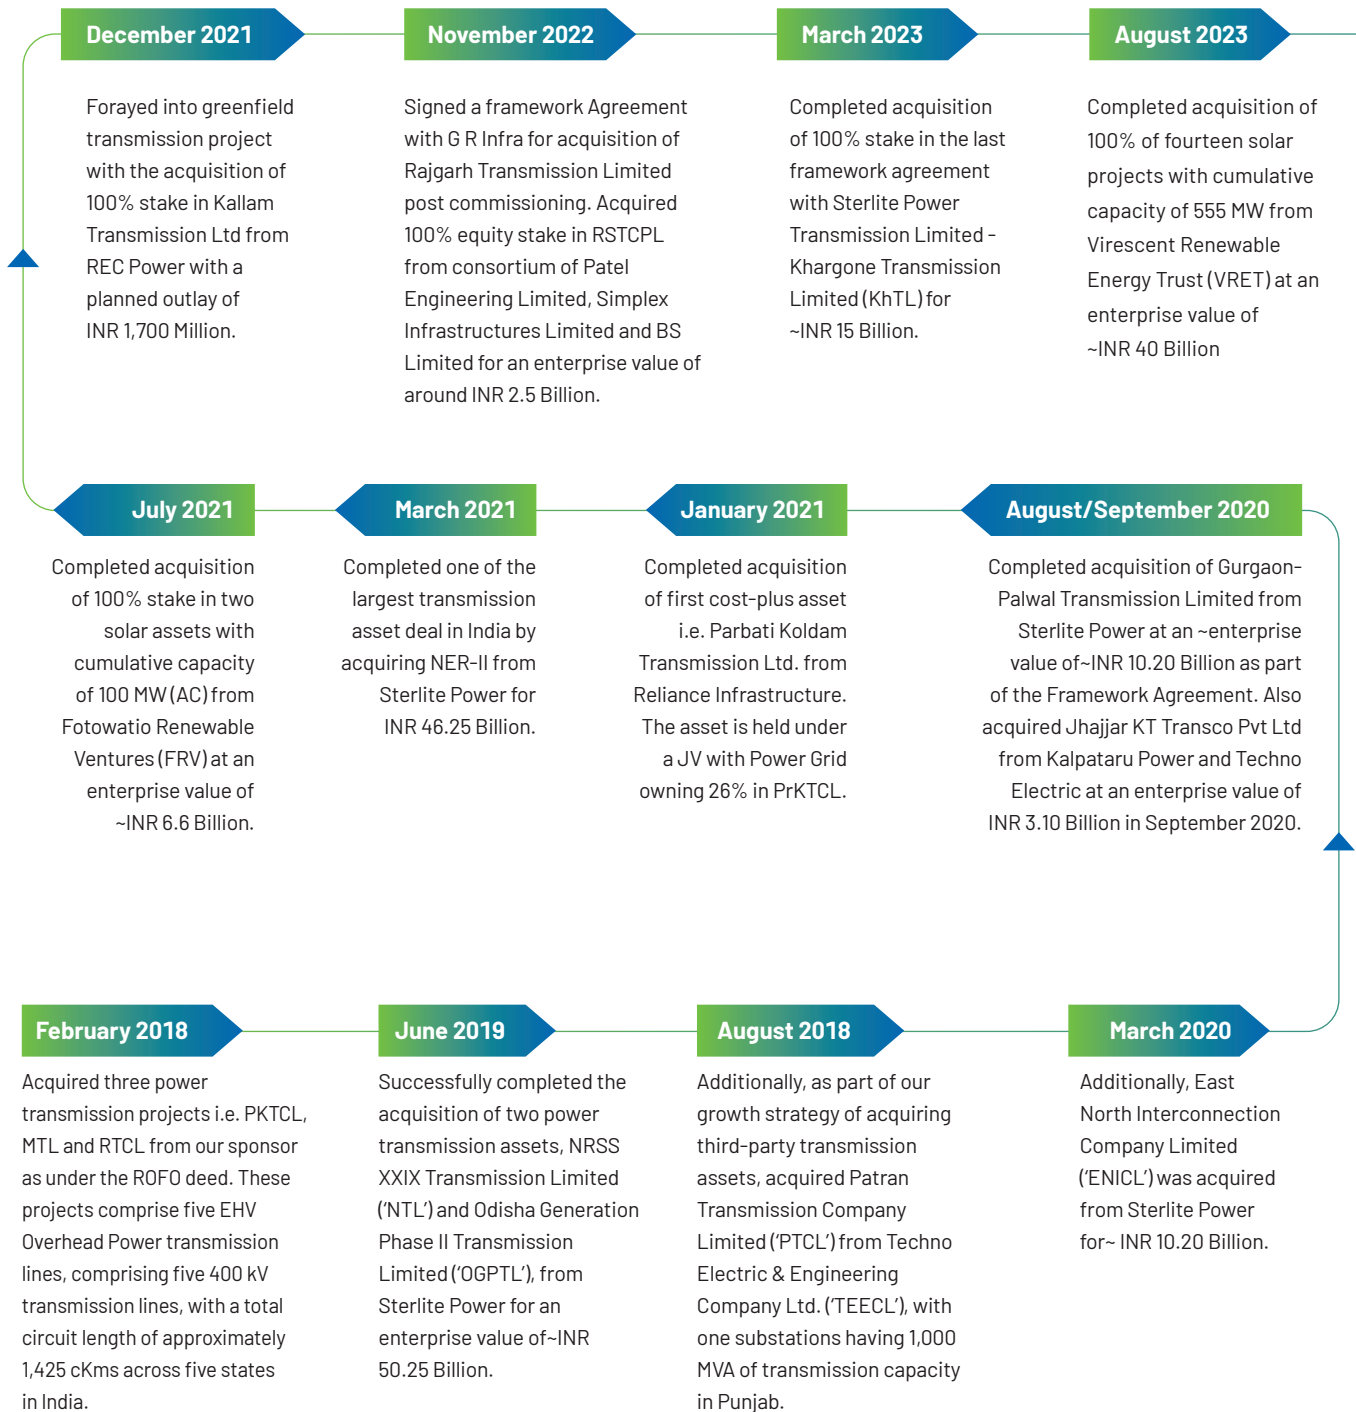 December 2021
Forayed into greenfield
transmission project
with the acquisition of
100% stake in Kallam
Transmission Ltd from
REC Power with a
planned outlay of
INR 1,700 Million.
November 2022
Signed a framework Agreement
with G R Infra for acquisition of
Rajgarh Transmission Limited
post commissioning. Acquired
100% equity stake in RSTCPL
from consortium of Patel
Engineering Limited, Simplex
Infrastructures Limited and BS
Limited for an enterprise value of
around INR 2.5 Billion.
March 2023
Completed acquisition
of 100% stake in the last
framework agreement
with Sterlite Power
Transmission Limited -
Khargone Transmission
Limited (KhTL) for
~INR 15 Billion.
August 2023
Completed acquisition of
100% of fourteen solar
projects with cumulative
capacity of 555 MW from
Virescent Renewable
Energy Trust (VRET) at an
enterprise value of
~INR 40 Billion
July 2021
Completed acquisition
of 100% stake in two
solar assets with
cumulative capacity
of 100 MW (AC) from
Fotowatio Renewable
Ventures (FRV) at an
enterprise value of
~INR 6.6 Billion.
March 2021
Completed one of the
largest transmission
asset deal in India by
acquiring NER-II from
Sterlite Power for
INR 46.25 Billion.
January 2021
Completed acquisition
of first cost-plus asset
i.e. Parbati Koldam
Transmission Ltd. from
Reliance Infrastructure.
The asset is held under
a JV with Power Grid
owning 26% in PrKTCL.
August/September 2020
Completed acquisition of Gurgaon-
Palwal Transmission Limited from
Sterlite Power at an ~enterprise
value of~INR 10.20 Billion as part
of the Framework Agreement. Also
acquired Jhajjar KT Transco Pvt Ltd
from Kalpataru Power and Techno
Electric at an enterprise value of
INR 3.10 Billion in September 2020.
February 2018
Acquired three power
transmission projects i.e. PKTCL,
MTL and RTCL from our sponsor
as under the ROFO deed. These
projects comprise five EHV
Overhead Power transmission
lines, comprising five 400 kV
transmission lines, with a total
circuit length of approximately
1,425 cKms across five states
in India.
June 2019
Successfully completed the
acquisition of two power
transmission assets, NRSS
XXIX Transmission Limited
(‘NTL’) and Odisha Generation
Phase II Transmission
Limited (‘OGPTL’), from
Sterlite Power for an
enterprise value of~INR
50.25 Billion.
August 2018
Additionally, as part of our
growth strategy of acquiring
third-party transmission
assets, acquired Patran
Transmission Company
Limited (‘PTCL’) from Techno
Electric & Engineering
Company Ltd. (‘TEECL’), with
one substations having 1,000
MVA of transmission capacity
in Punjab.
March 2020
Additionally, East
North Interconnection
Company Limited
(‘ENICL’) was acquired
from Sterlite Power
for~ INR 10.20 Billion.